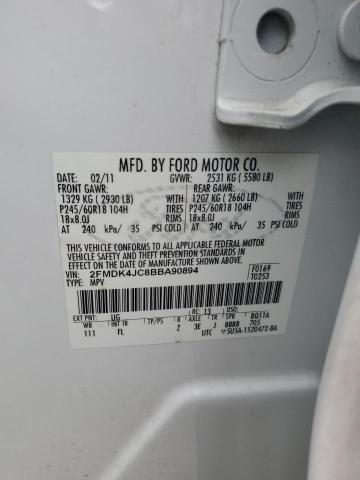 MFD. BY FORD MOTOR CO.
DATE: 02/11 GVWR: 2531 KG ( 5580 LB)
FRONT GAWR: REAR GAWR:
1329 KG ( 2930 LB) 1207 KG ( 2660 LB)
P245/60R18 104H TIRES P245/60R18 104H
18x8.0J RIMS 18x8.0J
AT 240 kPa/ 35 PSI COLD AT 240 kPa/ 35 PSI COLD
THIS VEHICLE CONFORMS TO ALL APPLICABLE FEDERAL MOTOR VEHICLE SAFETY AND THEFT PREVENTION STANDARDS IN EFFECT ON THE DATE OF MANUFACTURE SHOWN ABOVE.
VIN: 2FMDK4JC8BBA90894
TYPE: MPV
F0169
T0252
EXT PNT: UG RC: 13 DSO:
WB INT TR TP/PS R AXLE TR SPR B011A
111 FL Z 3E J BBBB 705
UTC 5U5A-1520472-BA